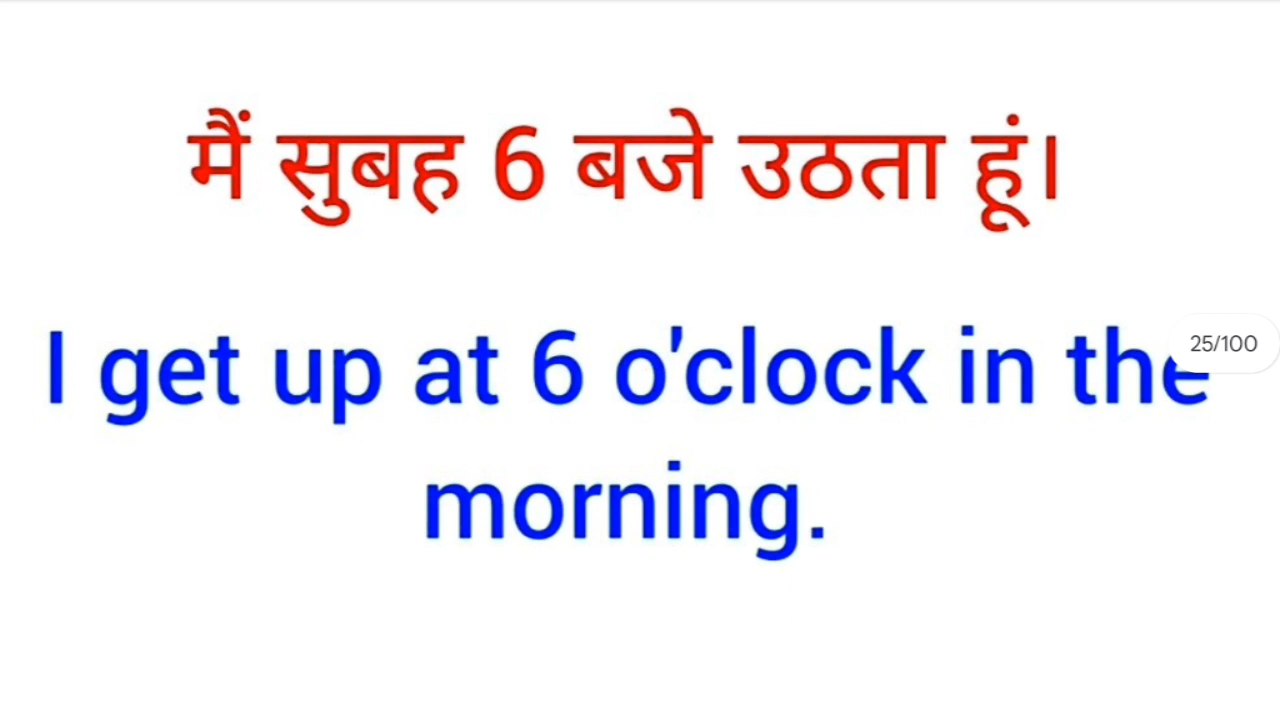 मैं सुबह 6 बजे उठता हूं।
I get up at 6 o'clock in the
25/100
morning.